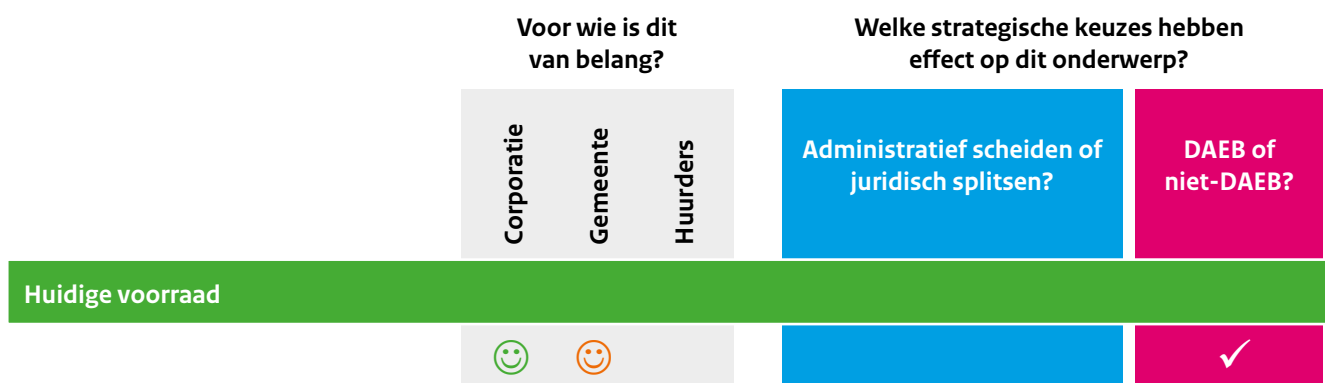 Voor wie is dit
van belang?
Welke strategische keuzes hebben
effect op dit onderwerp?
Corporatie
Gemeente
Huurders
Administratief scheiden of
juridisch splitsen?
DAEB of
niet-DAEB?
Huidige voorraad